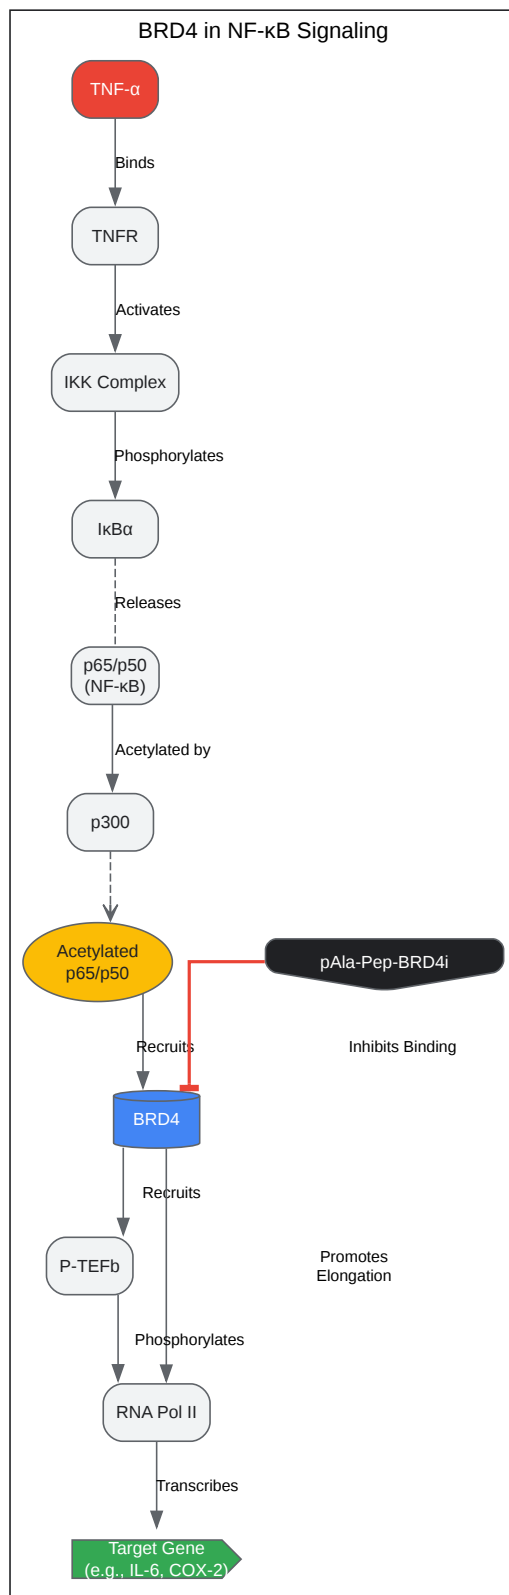 BRD4 in NF-κB Signaling
TNF-α
Binds
TNFR
Activates
IKK Complex
Phosphorylates
IκBα
Releases
p65/p50
(NF-κB)
Acetylated by
p300
Acetylated
p65/p50
pAla-Pep-BRD4i
Recruits
Inhibits Binding
BRD4
Recruits
P-TEFb
Promotes
Elongation
Phosphorylates
RNA Pol II
Transcribes
Target Gene
(e.g., IL-6, COX-2)